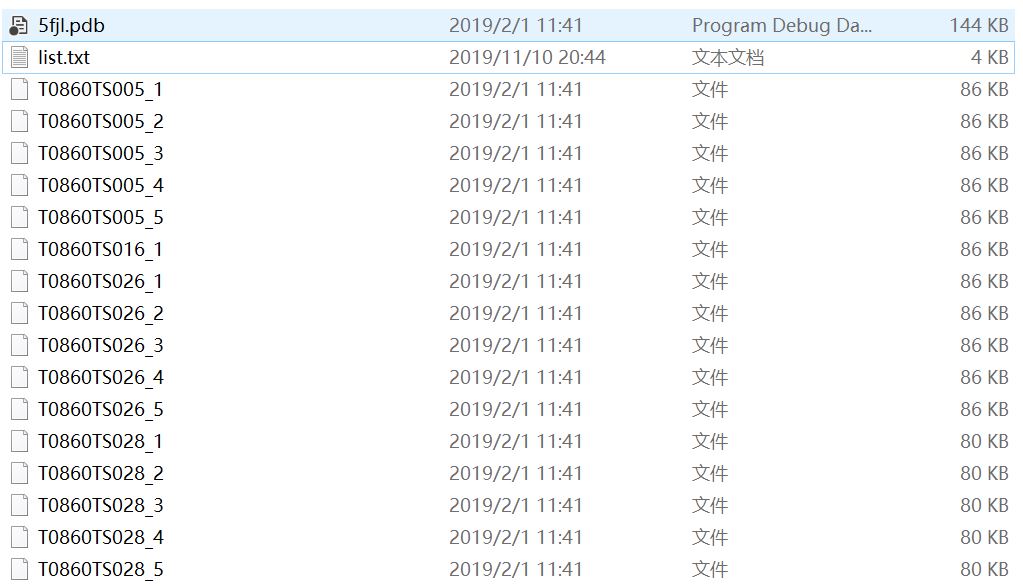 5fjl.pdb 2019/2/1 11:41 Program Debug Da... 144 KB
list.txt 2019/11/10 20:44 文本文档 4 KB
T0860TS005_1 2019/2/1 11:41 文件 86 KB
T0860TS005_2 2019/2/1 11:41 文件 86 KB
T0860TS005_3 2019/2/1 11:41 文件 86 KB
T0860TS005_4 2019/2/1 11:41 文件 86 KB
T0860TS005_5 2019/2/1 11:41 文件 86 KB
T0860TS016_1 2019/2/1 11:41 文件 86 KB
T0860TS026_1 2019/2/1 11:41 文件 86 KB
T0860TS026_2 2019/2/1 11:41 文件 86 KB
T0860TS026_3 2019/2/1 11:41 文件 86 KB
T0860TS026_4 2019/2/1 11:41 文件 86 KB
T0860TS026_5 2019/2/1 11:41 文件 86 KB
T0860TS028_1 2019/2/1 11:41 文件 80 KB
T0860TS028_2 2019/2/1 11:41 文件 80 KB
T0860TS028_3 2019/2/1 11:41 文件 80 KB
T0860TS028_4 2019/2/1 11:41 文件 80 KB
T0860TS028_5 2019/2/1 11:41 文件 80 KB